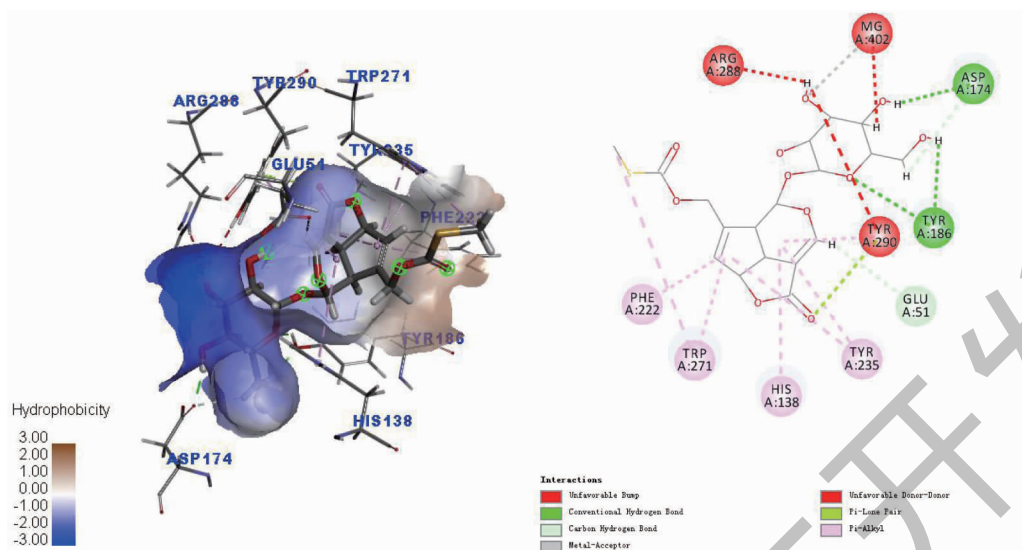 TYR290
TRP271
ARG288
TYR235
GLU51
PHE222
TYR186
HIS138
ASP174
Hydrophobicity
3.00
2.00
1.00
0.00
-1.00
-2.00
-3.00
MG
A:402
ARG
A:288
ASP
A:174
H
O
H
O
H
H
O
H
O
O
H
S
O
O
O
O
TYR
A:290
TYR
A:186
GLU
A:51
PHE
A:222
O
O
TRP
A:271
TYR
A:235
HIS
A:138
Interactions
Unfavorable Bump
Conventional Hydrogen Bond
Carbon Hydrogen Bond
Metal-Acceptor
Unfavorable Donor-Donor
Pi-Lone Pair
Pi-Alkyl
开